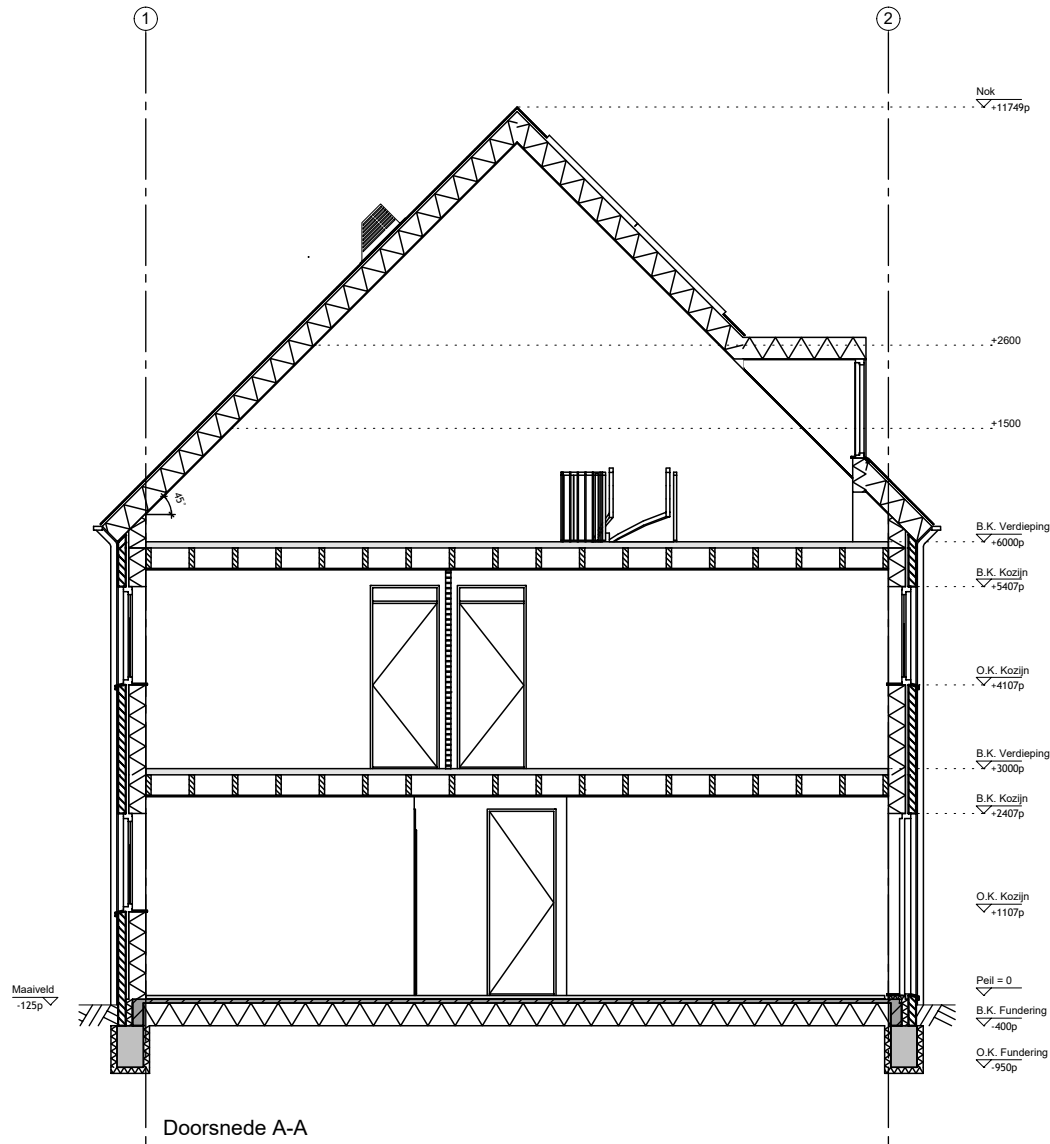 1
2
Nok
+11749p
+2600
+1500
45°
B.K. Verdieping
+6000p
B.K. Kozijn
+5407p
O.K. Kozijn
+4107p
B.K. Verdieping
+3000p
B.K. Kozijn
+2407p
O.K. Kozijn
+1107p
Maaiveld
-125p
Peil = 0
B.K. Fundering
-400p
O.K. Fundering
-950p
Doorsnede A-A